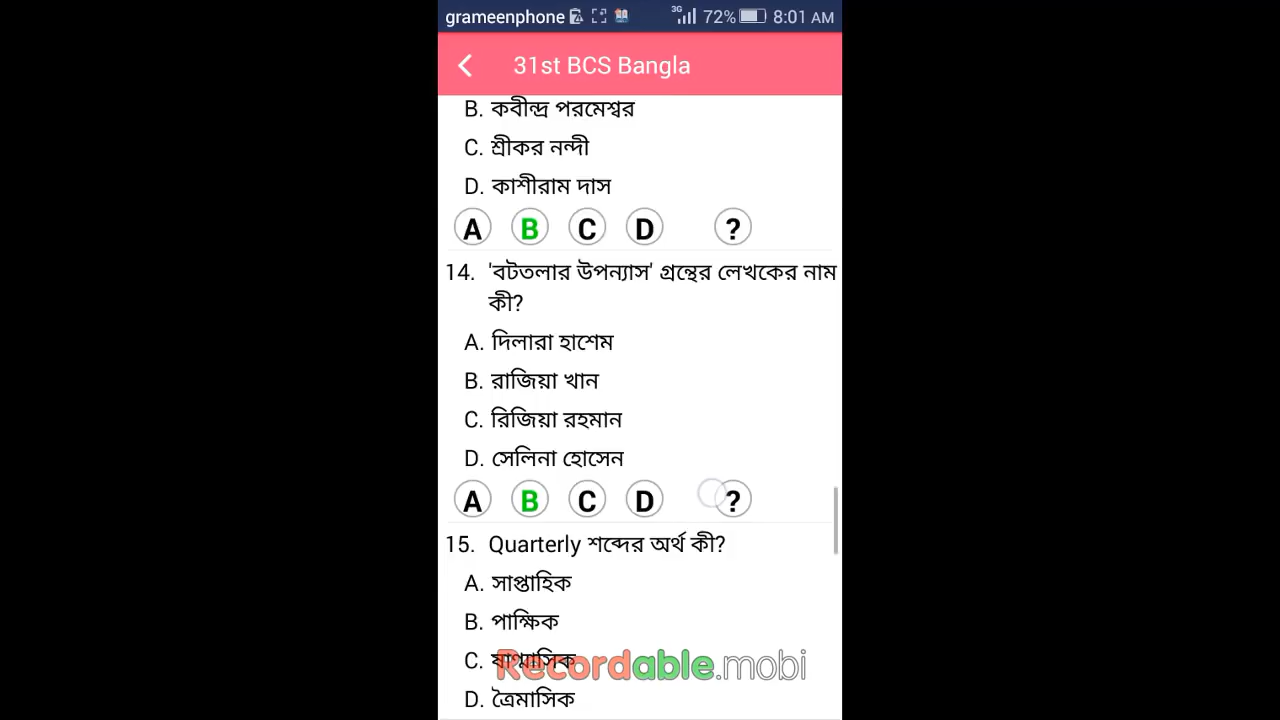 grameenphone 3G 72% 8:01 AM
31st BCS Bangla
B. কবীন্দ্র পরমেশ্বর
C. শ্রীকর নন্দী
D. কাশীরাম দাস
A B C D ?
14. 'বটতলার উপন্যাস' গ্রন্থের লেখকের নাম
কী?
A. দিলারা হাশেম
B. রাজিয়া খান
C. রিজিয়া রহমান
D. সেলিনা হোসেন
A B C D ?
15. Quarterly শব্দের অর্থ কী?
A. সাপ্তাহিক
B. পাক্ষিক
C. ষাণ্মাসিক
Recordable.mobi
D. ত্রৈমাসিক